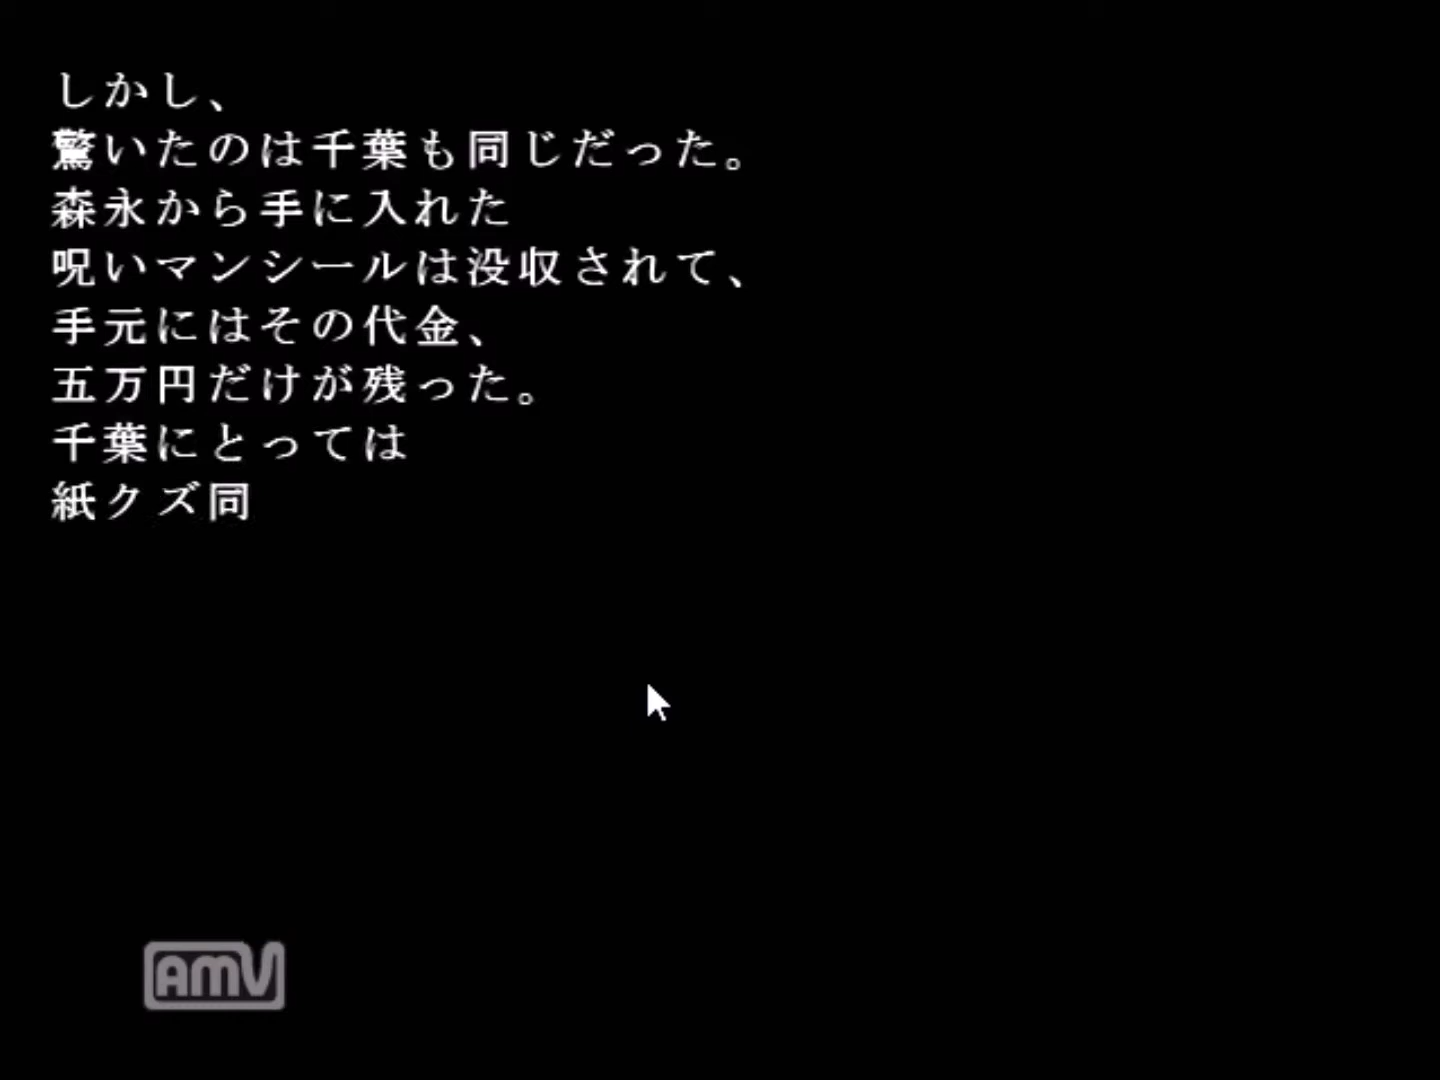 しかし、
驚いたのは千葉も同じだった。
森永から手に入れた
呪いマンシールは没収されて、
手元にはその代金、
五万円だけが残った。
千葉にとっては
紙クズ同
AMV